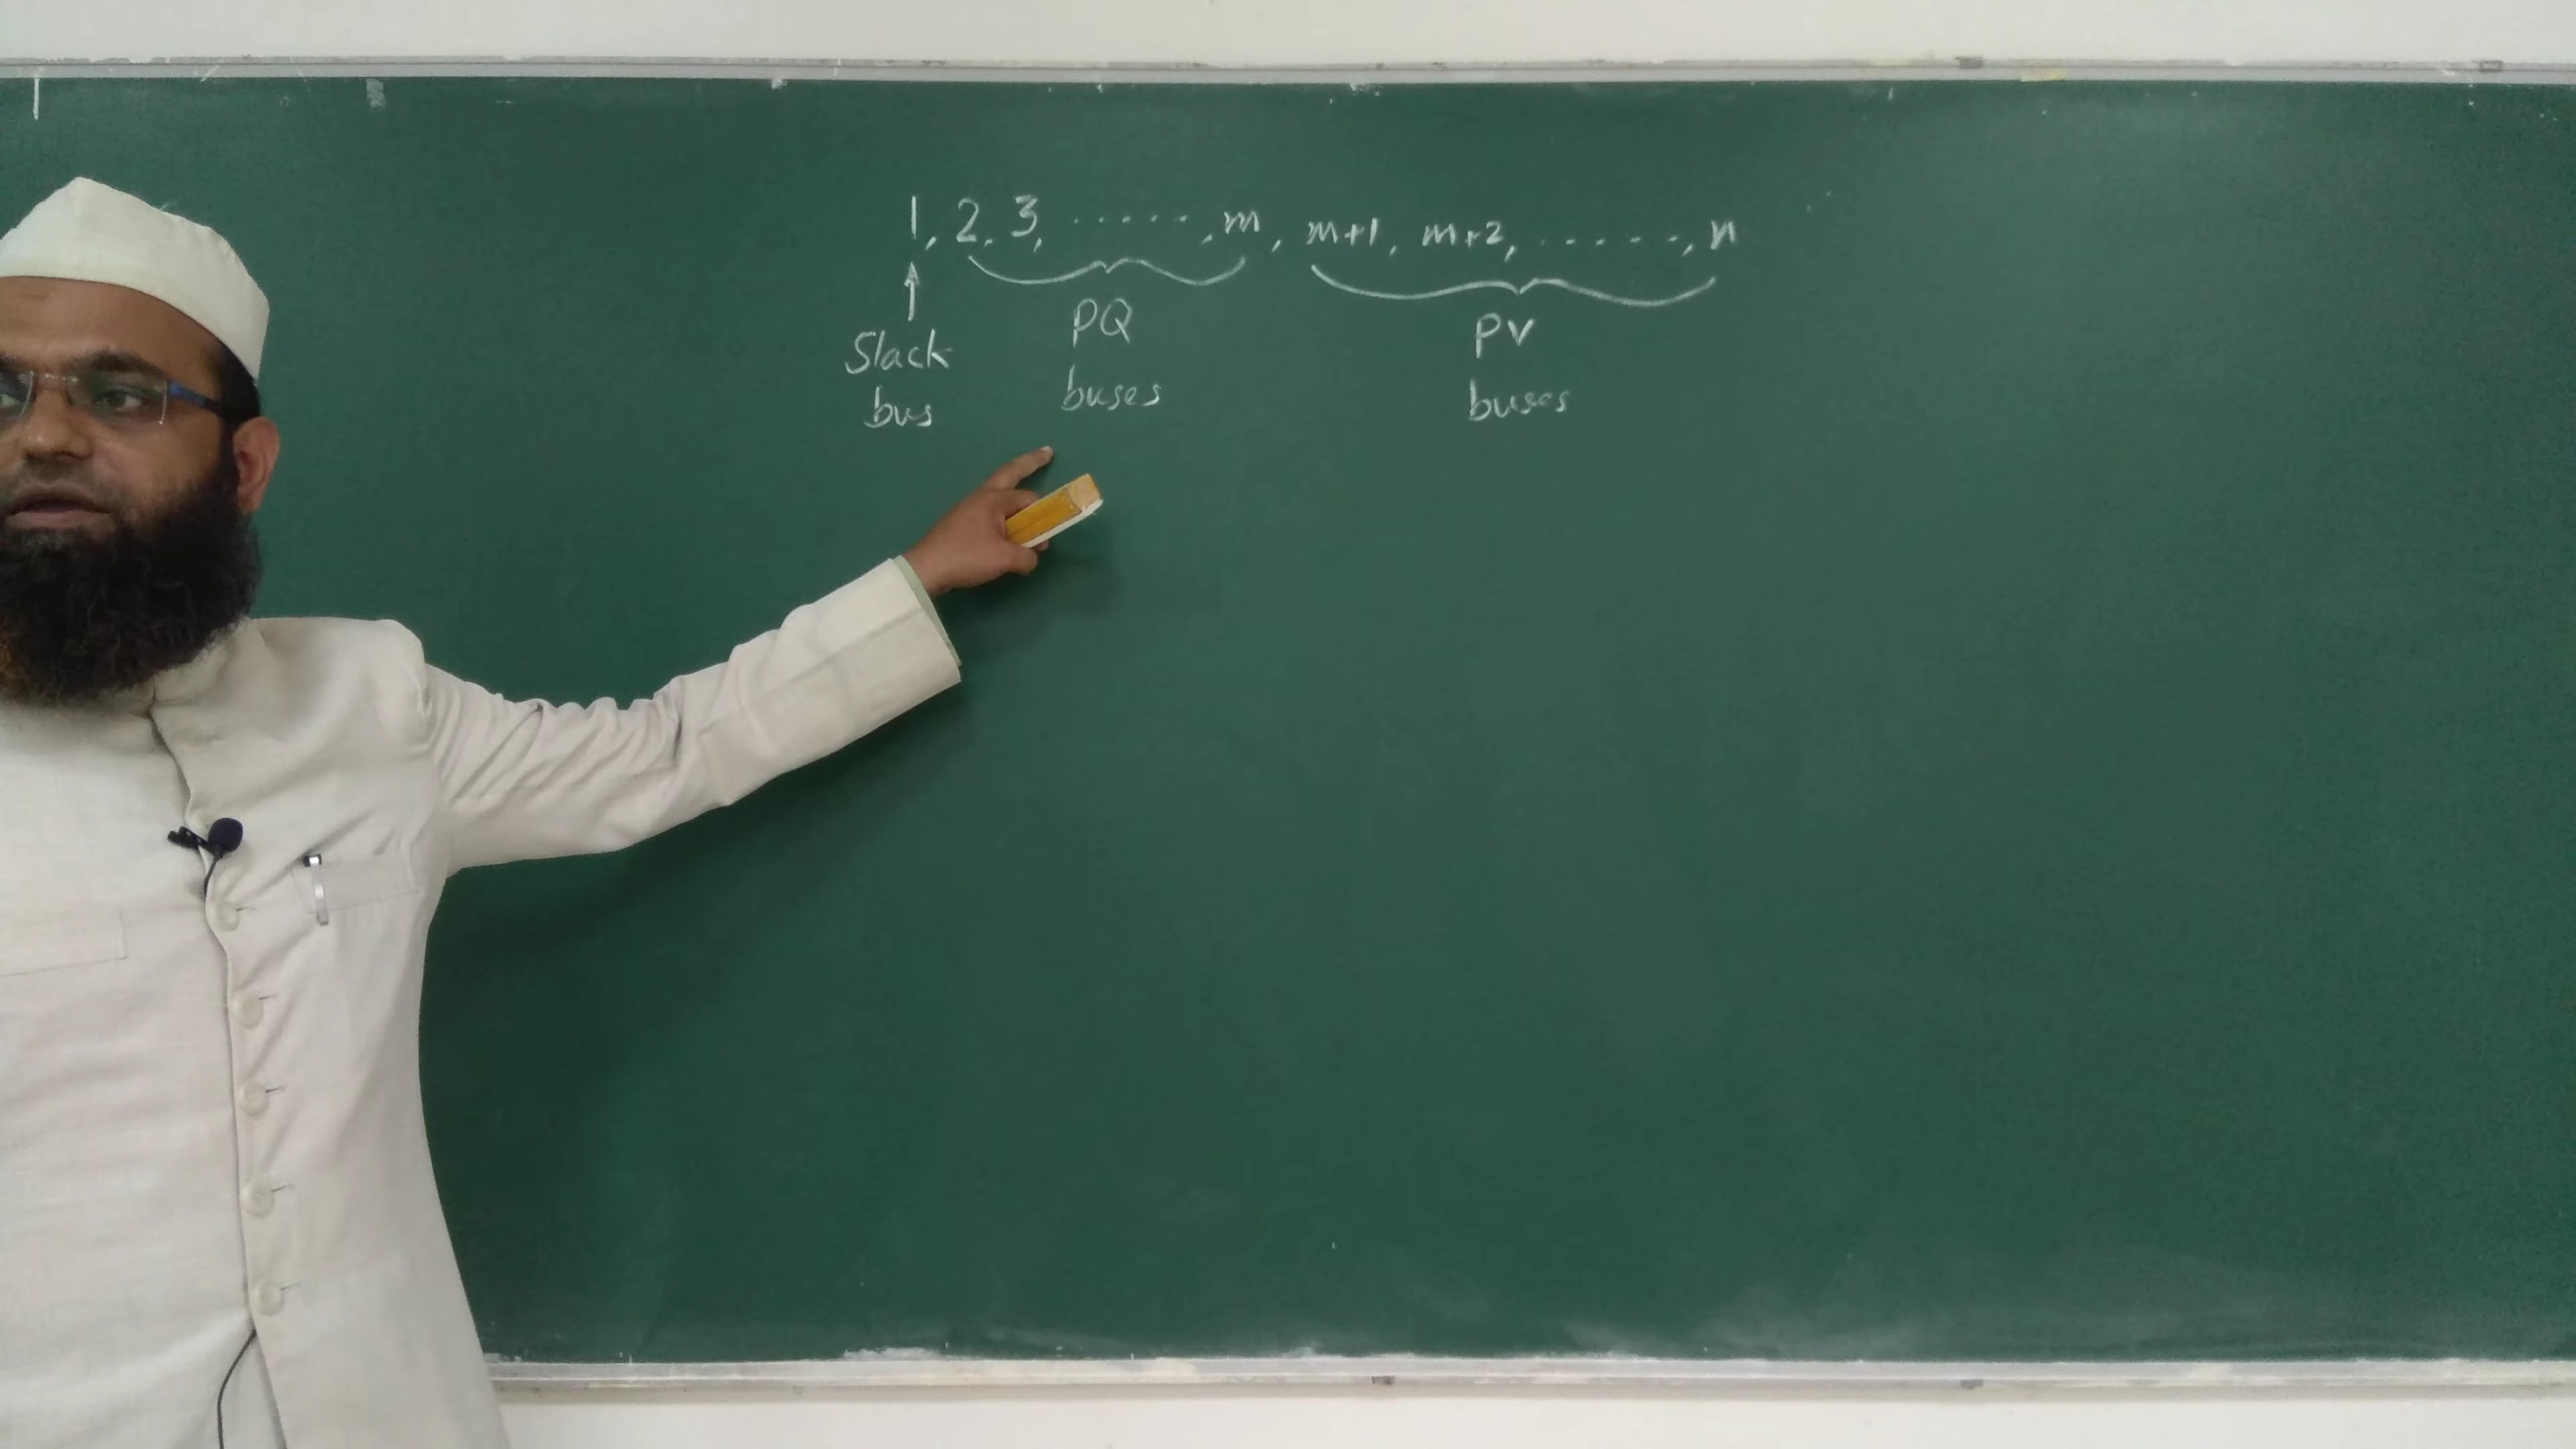 1, 2, 3, ......, m, m+1, m+2, ......, n
Slack bus
PQ buses
PV buses